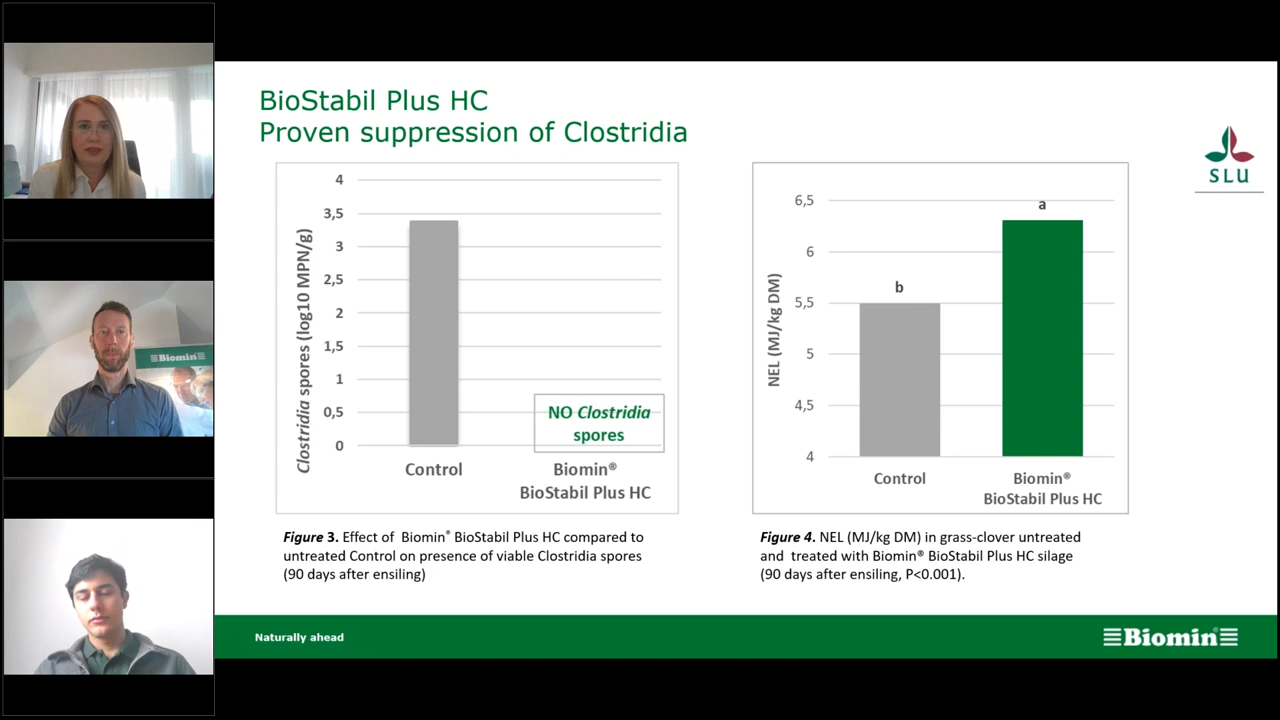 BioStabil Plus HC
Proven suppression of Clostridia
SLU
Clostridia spores (log10 MPN/g)
4
3,5
3
2,5
2
1,5
1
0,5
0
NO Clostridia
spores
Control
Biomin®
BioStabil Plus HC
Figure 3. Effect of Biomin® BioStabil Plus HC compared to
untreated Control on presence of viable Clostridia spores
(90 days after ensiling)
NEL (MJ/kg DM)
6,5
6
5,5
5
4,5
4
b
a
Control
Biomin®
BioStabil Plus HC
Figure 4. NEL (MJ/kg DM) in grass-clover untreated
and treated with Biomin® BioStabil Plus HC silage
(90 days after ensiling, P<0.001).
Biomin
Naturally ahead
Biomin®